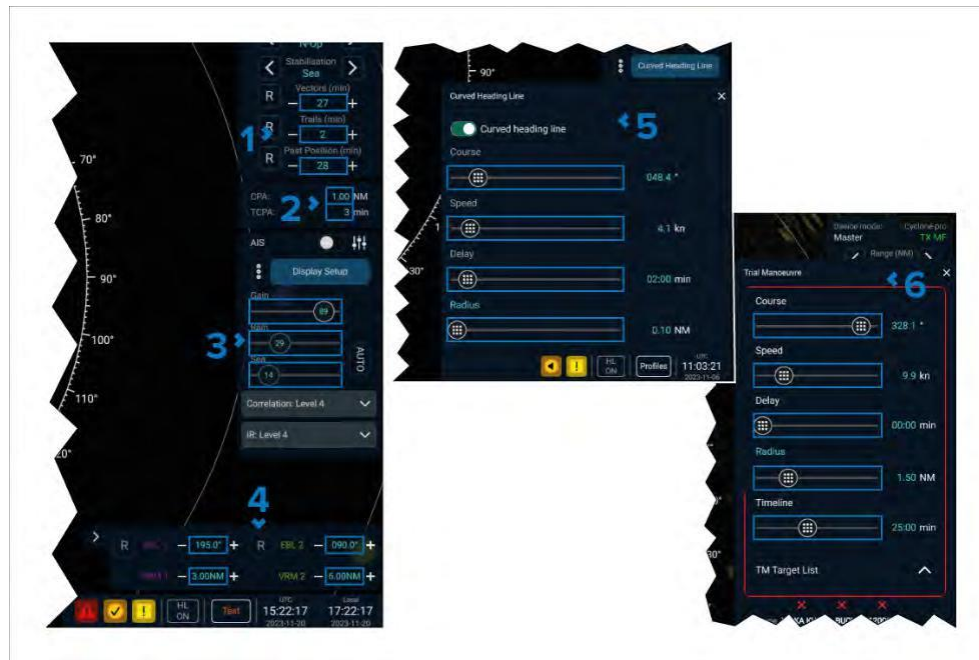 N-Up
Stabilisation
Sea
R Vectors (min)
27
R Trails (min)
2
R Past Position (min)
28
1
70°
CPA: 1.00 NM
TCPA: 3 min
2
80°
AIS
Display Setup
90°
Gain
89
Rain
29
3
Sea
14
AUTO
100°
Correlation: Level 4
110°
IR: Level 4
20°
4
R EBL 1 195.0° R EBL 2 090.0°
VRM 1 3.00NM VRM 2 6.00NM
HL ON
Test
UTC
15:22:17
2023-11-20
Local
17:22:17
2023-11-20
90°
Curved Heading Line
Curved Heading Line
5
Curved heading line
Course
048.4 °
Speed
4.1 kn
Delay
02:00 min
Radius
0.10 NM
30°
HL ON
Profiles
UTC
11:03:21
2023-11-06
Device mode: Master
Cyclone-pro
TX MF
Range (NM)
Trial Manoeuvre
6
Course
328.1 °
Speed
9.9 kn
Delay
00:00 min
Radius
1.50 NM
Timeline
25:00 min
30°
TM Target List